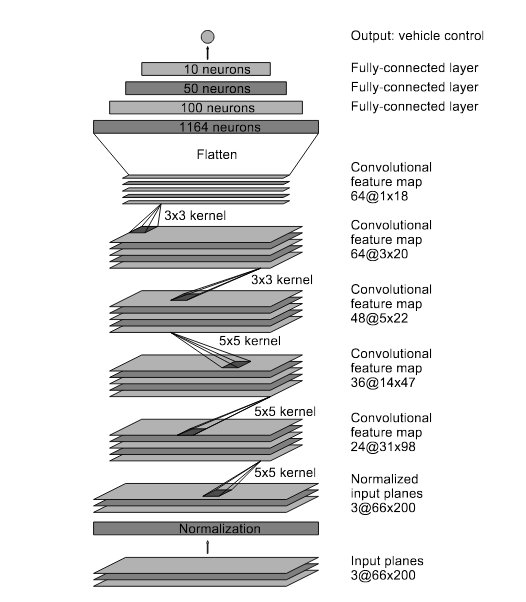 Output: vehicle control
10 neurons
Fully-connected layer
50 neurons
Fully-connected layer
100 neurons
Fully-connected layer
1164 neurons
Flatten
Convolutional
feature map
64@1x18
3x3 kernel
Convolutional
feature map
64@3x20
3x3 kernel
Convolutional
feature map
48@5x22
5x5 kernel
Convolutional
feature map
36@14x47
5x5 kernel
Convolutional
feature map
24@31x98
5x5 kernel
Normalized
input planes
3@66x200
Normalization
Input planes
3@66x200